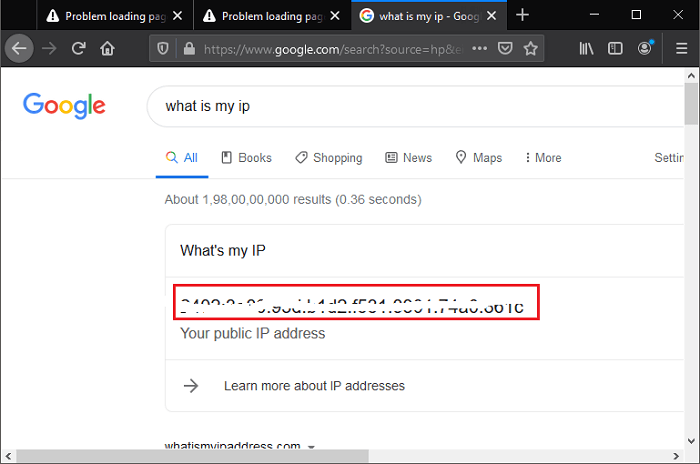 Problem loading pag
Problem loading page
what is my ip - Goog
https://www.google.com/search?source=hp&e
Google
what is my ip
All
Books
Shopping
News
Maps
More
Settin
About 1,98,00,00,000 results (0.36 seconds)
What's my IP
Your public IP address
Learn more about IP addresses
whatismyipaddress.com